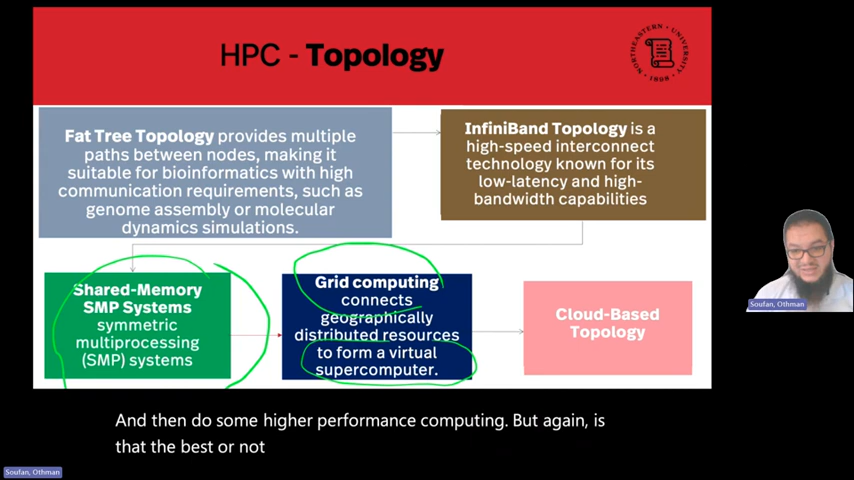 HPC - Topology
NORTHEASTERN · UNIVERSITY
1898
Fat Tree Topology provides multiple
paths between nodes, making it
suitable for bioinformatics with high
communication requirements, such as
genome assembly or molecular
dynamics simulations.
InfiniBand Topology is a
high-speed interconnect
technology known for its
low-latency and high-
bandwidth capabilities
Shared-Memory
SMP Systems
symmetric
multiprocessing
(SMP) systems
Grid computing
connects
geographically
distributed resources
to form a virtual
supercomputer.
Cloud-Based
Topology
Soufan, Othman
And then do some higher performance computing. But again, is
that the best or not
Soufan, Othman